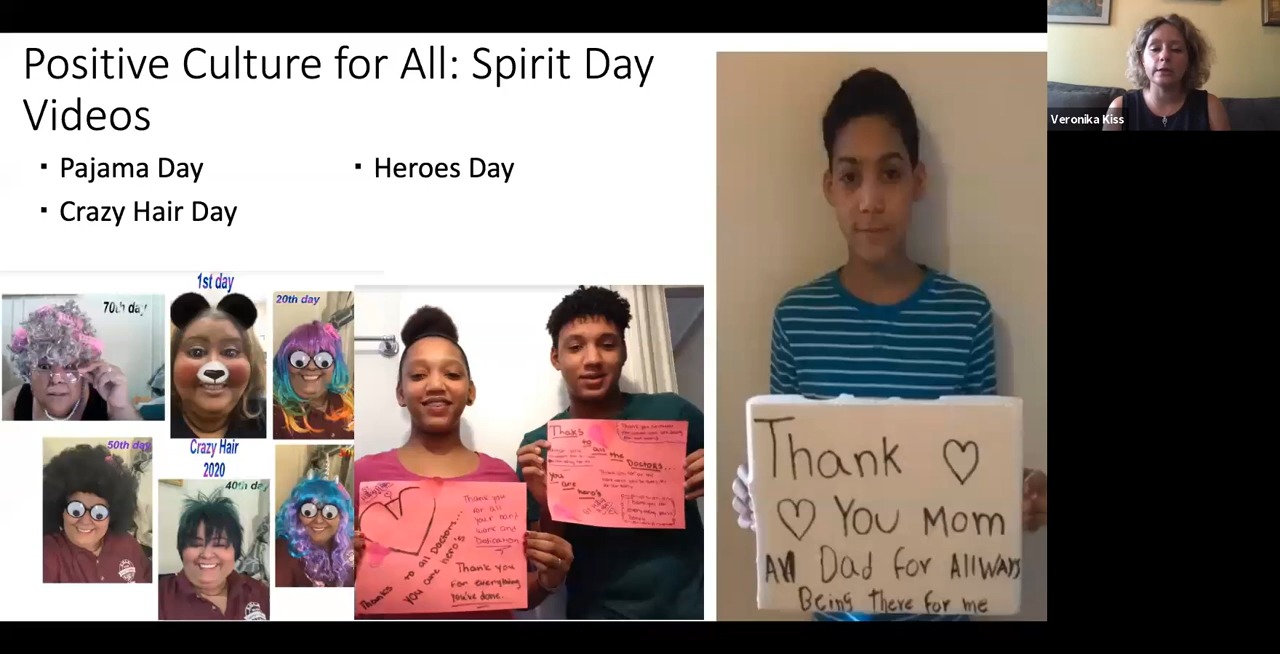 Positive Culture for All: Spirit Day
Videos
▪ Pajama Day
▪ Crazy Hair Day
▪ Heroes Day
Veronika Kiss
70th day
1st day
20th day
50th day
Crazy Hair
2020
40th day
Thank you
for all
your hard
work and
Dedication
Thanks to all Doctors...
you are hero's
Thank you
for everything
you've done.
Thaks
to
all
the
Doctors...
you
are
hero's
Thank
You Mom
Dad for Allways
Being there for me